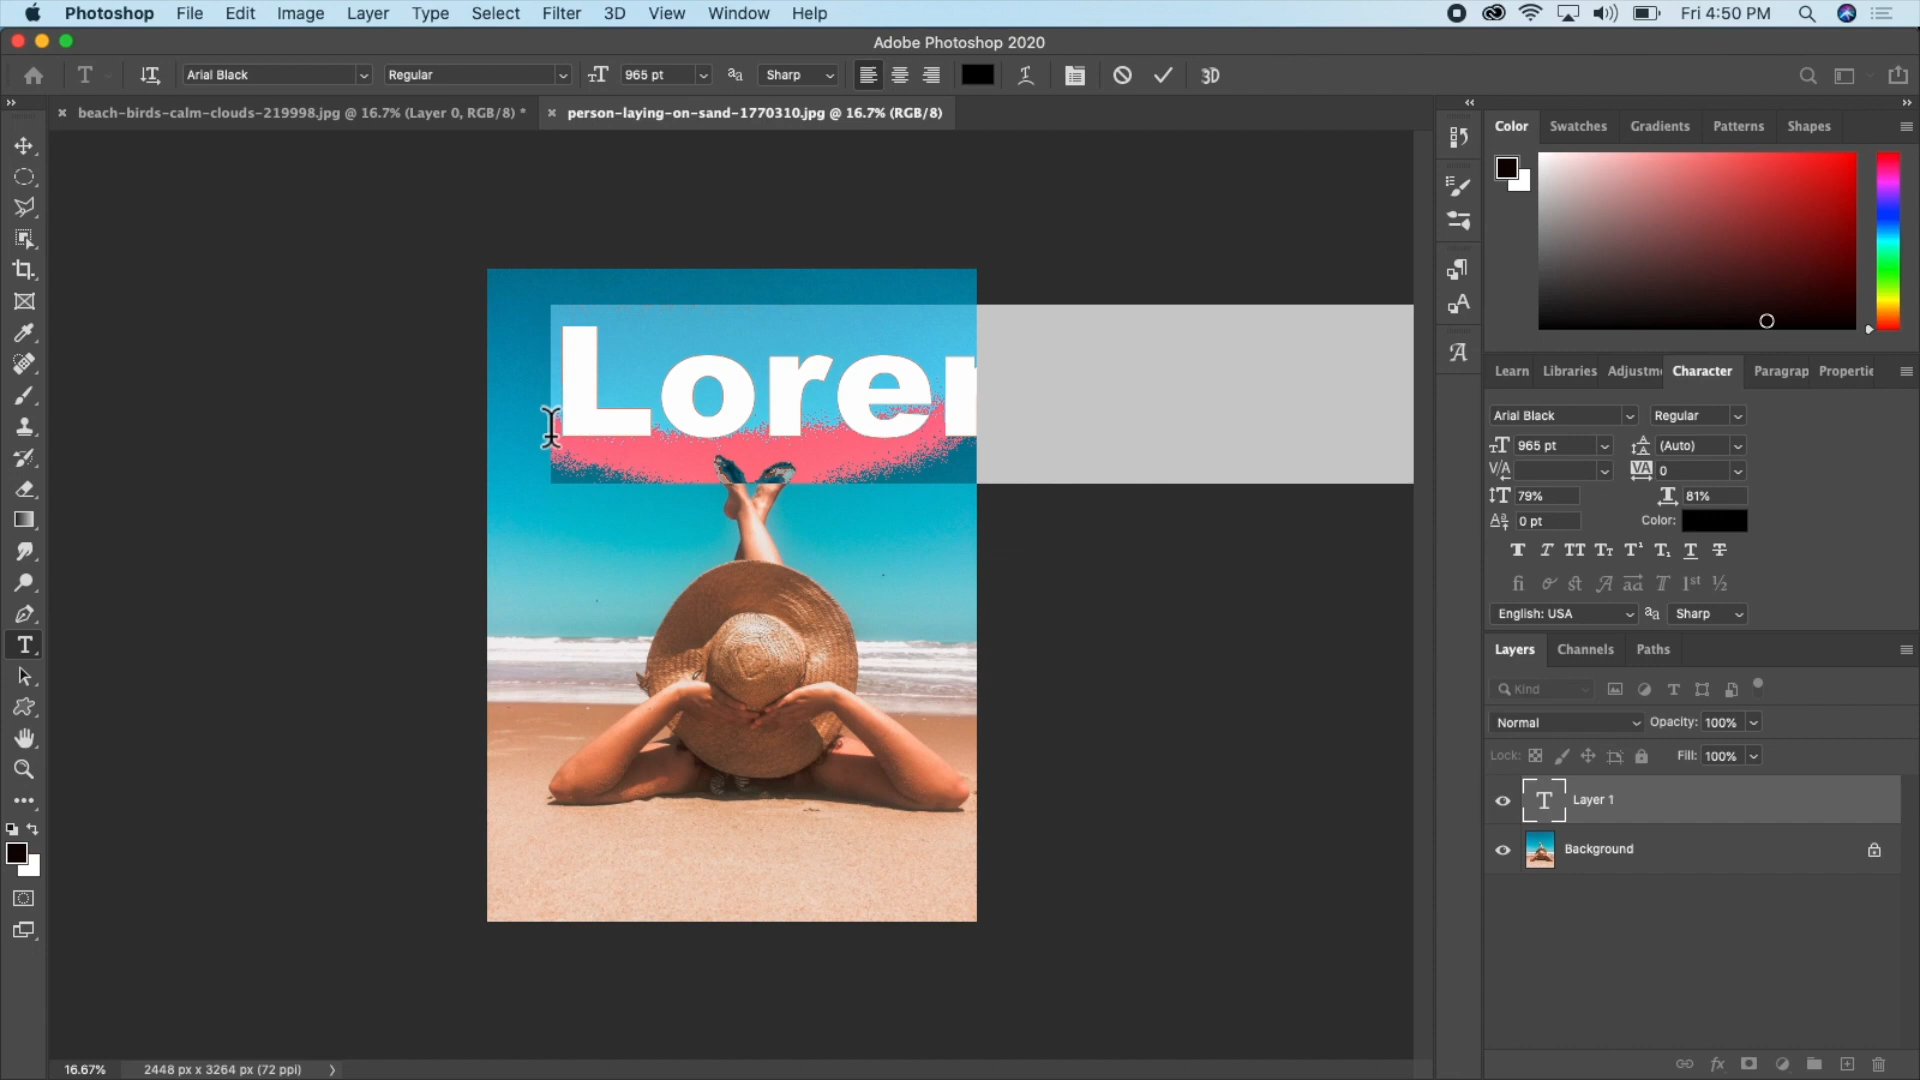 Photoshop File Edit Image Layer Type Select Filter 3D View Window Help Fri 4:50 PM
Adobe Photoshop 2020
Arial Black Regular 965 pt Sharp 3D
beach-birds-calm-clouds-219998.jpg @ 16.7% (Layer 0, RGB/8) * person-laying-on-sand-1770310.jpg @ 16.7% (RGB/8)
Color Swatches Gradients Patterns Shapes
Lorer
Learn Libraries Adjustm Character Paragrap Propertie
Arial Black Regular
965 pt (Auto)
0
79% 81%
0 pt Color:
English: USA Sharp
Layers Channels Paths
Kind
Normal Opacity: 100%
Lock: Fill: 100%
Layer 1
Background
16.67% 2448 px x 3264 px (72 ppi)